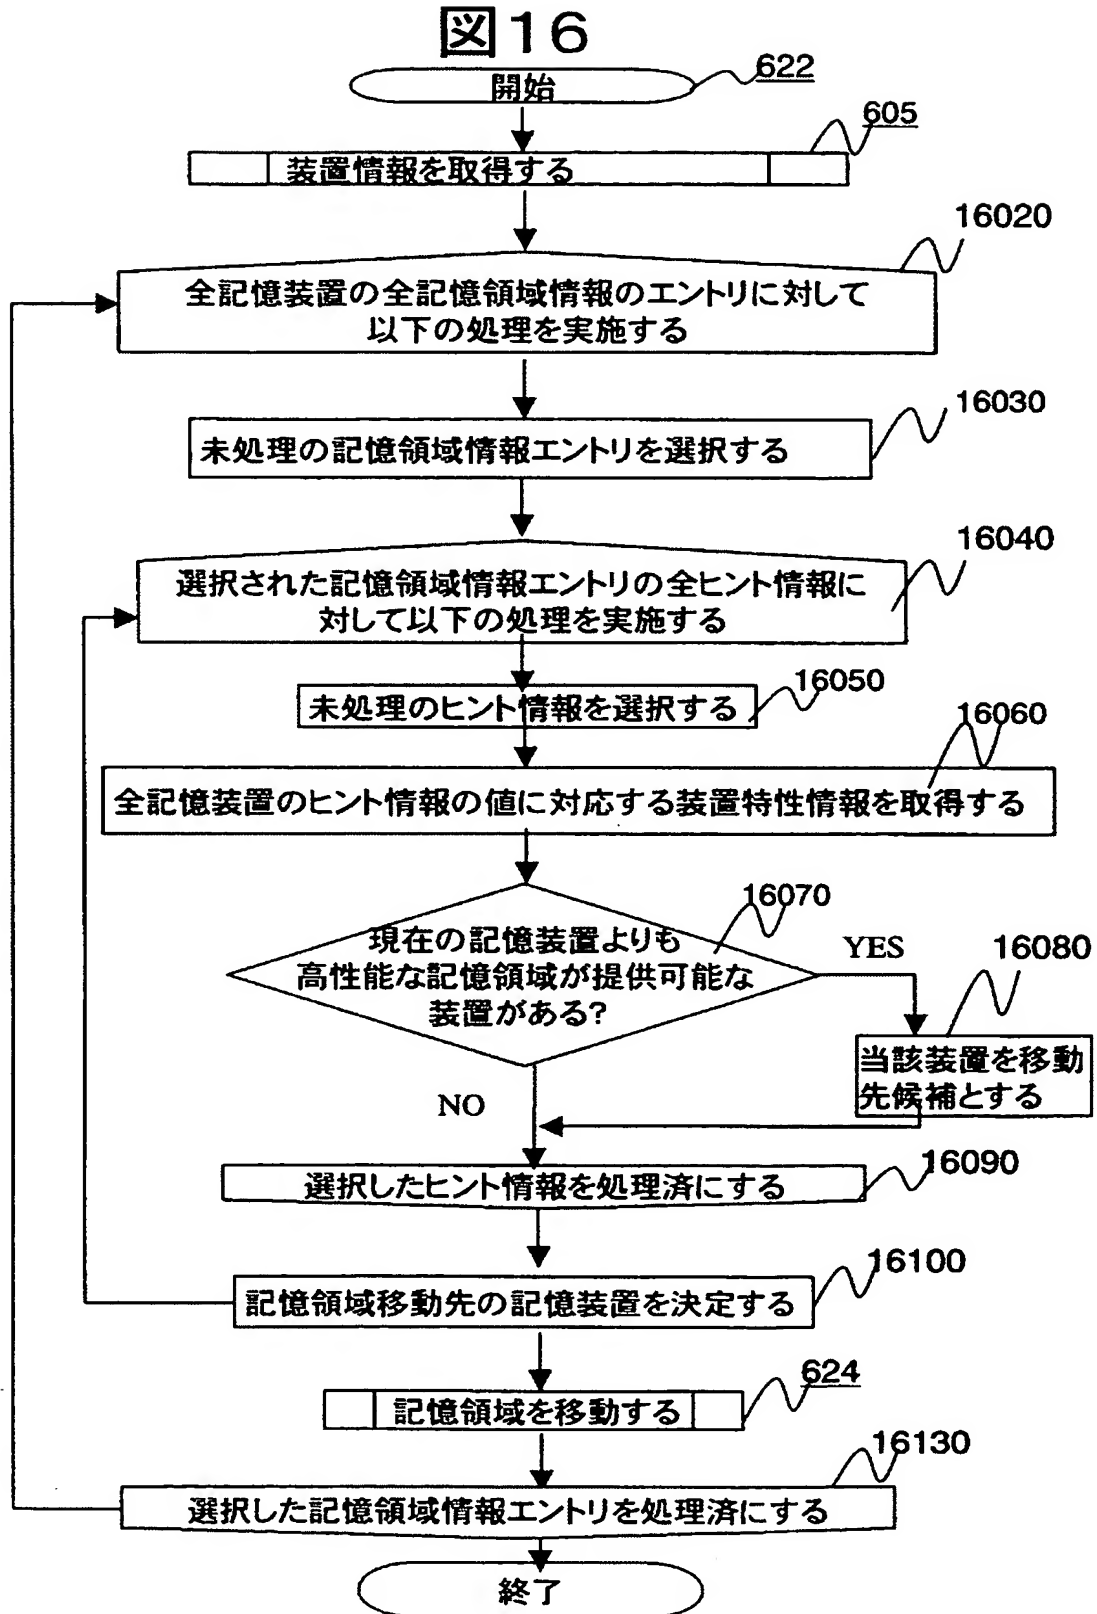 図16
開始
622
605
装置情報を取得する
16020
全記憶装置の全記憶領域情報のエントリに対して
以下の処理を実施する
16030
未処理の記憶領域情報エントリを選択する
16040
選択された記憶領域情報エントリの全ヒント情報に
対して以下の処理を実施する
16050
未処理のヒント情報を選択する
16060
全記憶装置のヒント情報の値に対応する装置特性情報を取得する
16070
現在の記憶装置よりも
高性能な記憶領域が提供可能な
装置がある?
YES
16080
当該装置を移動
先候補とする
NO
16090
選択したヒント情報を処理済にする
16100
記憶領域移動先の記憶装置を決定する
624
記憶領域を移動する
16130
選択した記憶領域情報エントリを処理済にする
終了